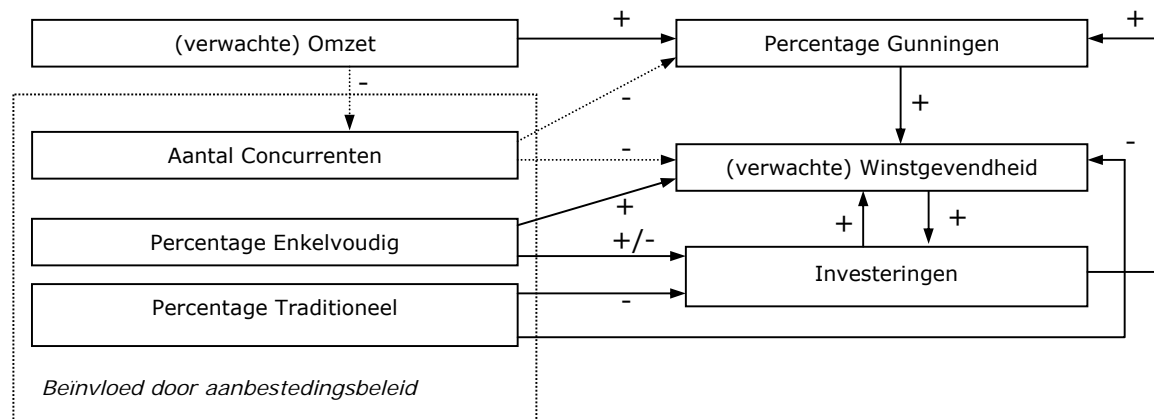 (verwachte) Omzet
+
Percentage Gunningen
+
-
-
+
Aantal Concurrenten
-
(verwachte) Winstgevendheid
-
Percentage Enkelvoudig
+
+/-
+
+
Investeringen
Percentage Traditioneel
-
Beïnvloed door aanbestedingsbeleid